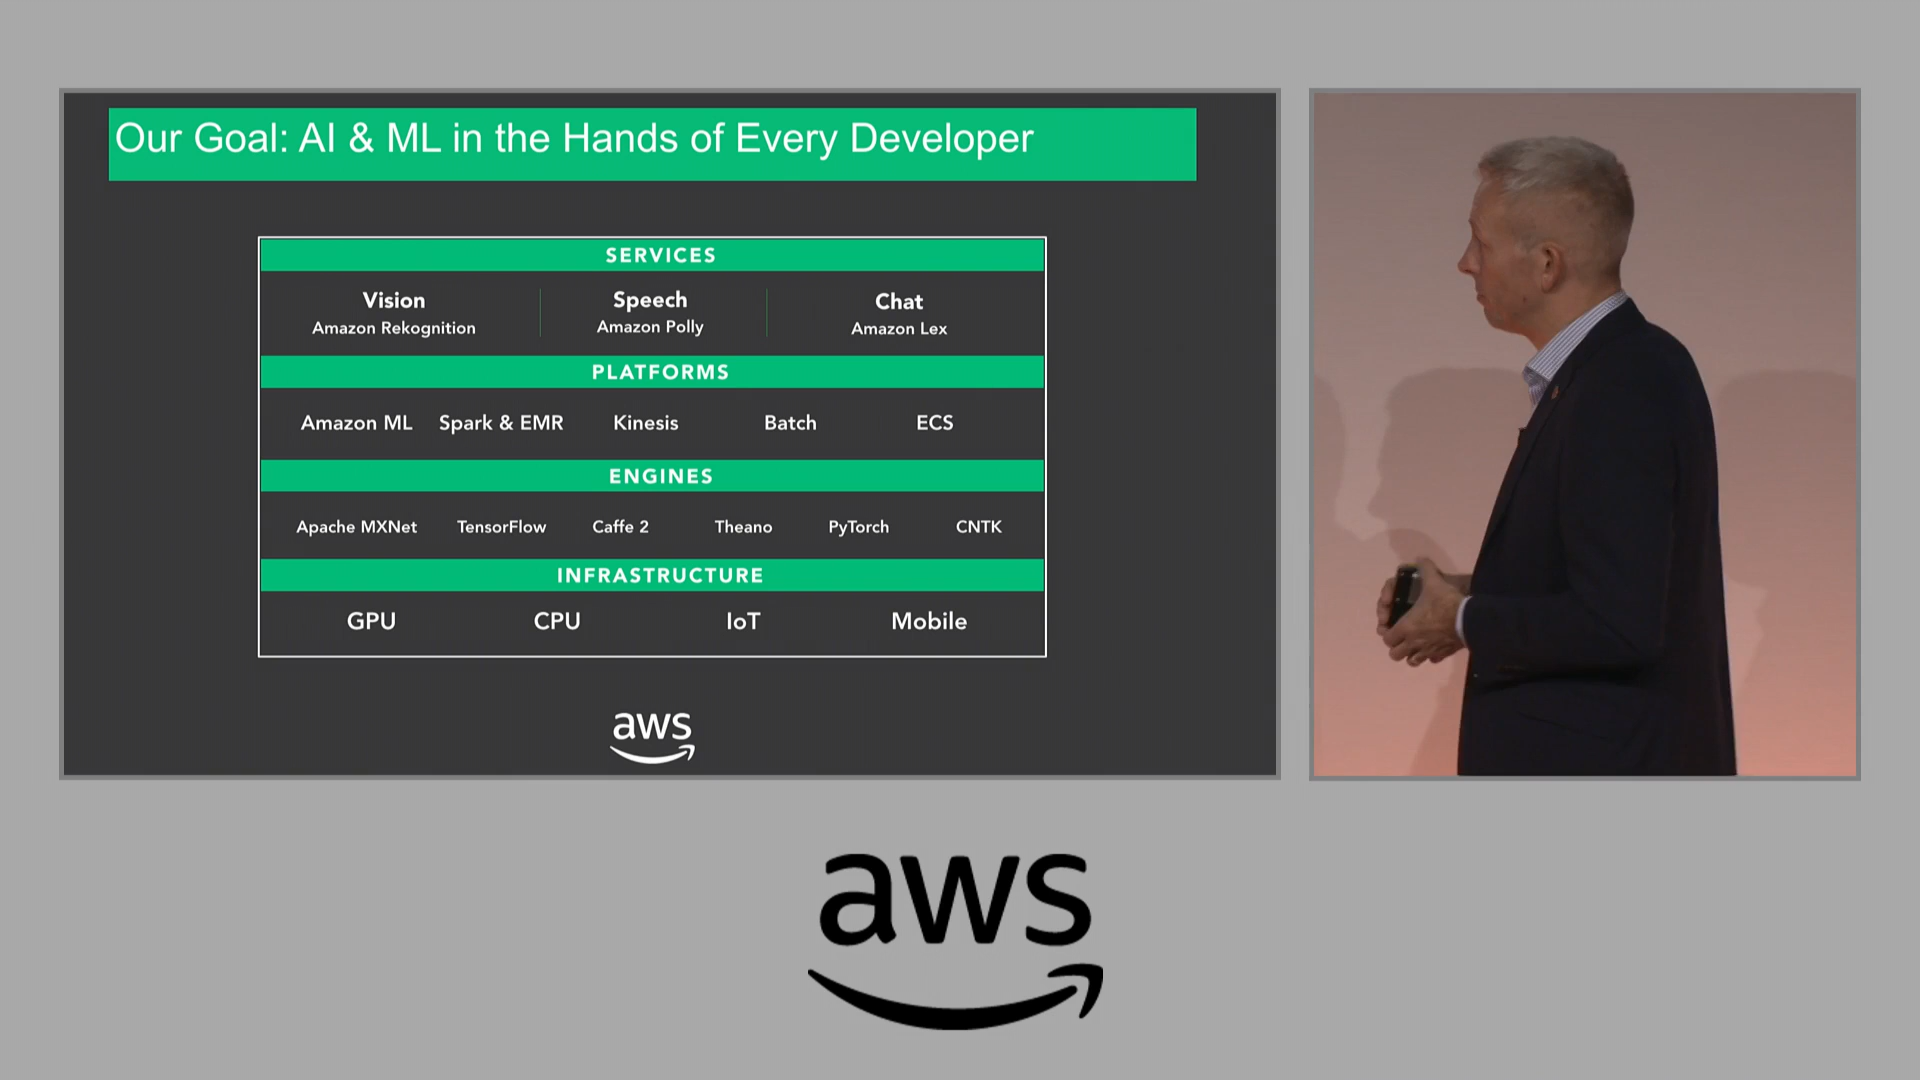 Our Goal: AI & ML in the Hands of Every Developer
SERVICES
Vision Speech Chat
Amazon Rekognition Amazon Polly Amazon Lex
PLATFORMS
Amazon ML Spark & EMR Kinesis Batch ECS
ENGINES
Apache MXNet TensorFlow Caffe 2 Theano PyTorch CNTK
INFRASTRUCTURE
GPU CPU IoT Mobile
aws
aws